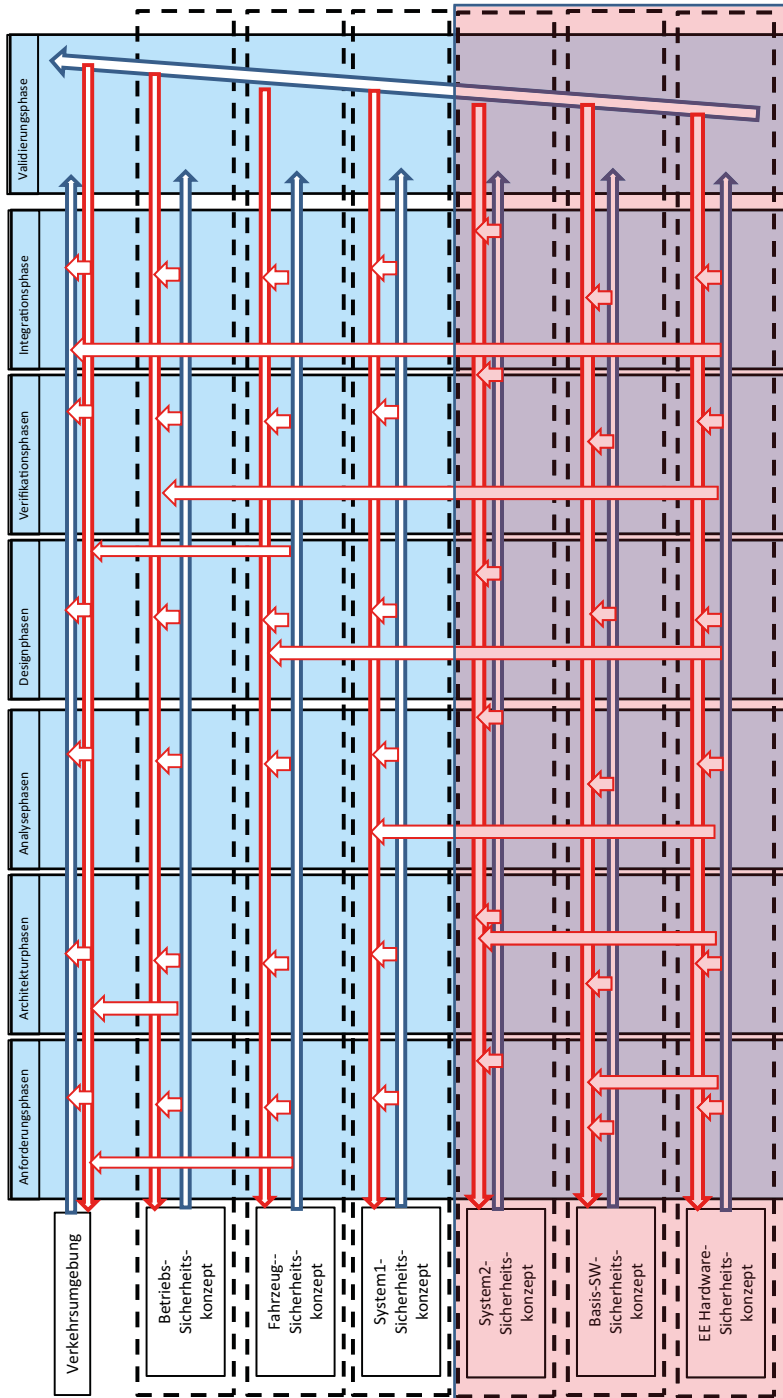 Anforderungsphasen
Architekturphasen
Analysephasen
Designphasen
Verifikationsphasen
Integrationsphase
Validierungsphase
Verkehrsumgebung
Betriebs-
Sicherheits-
konzept
Fahrzeug--
Sicherheits-
konzept
System1-
Sicherheits-
konzept
System2-
Sicherheits-
konzept
Basis-SW-
Sicherheits-
konzept
EE Hardware-
Sicherheits-
konzept